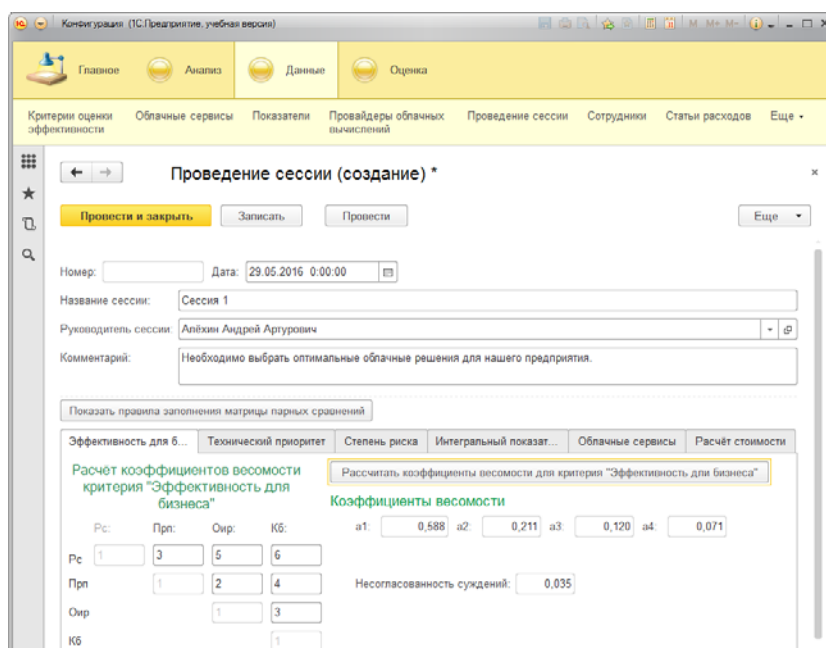 Конфигурация (1С:Предприятие, учебная версия) M M+ M-
Главное Анализ Данные Оценка
Критерии оценки эффективности Облачные сервисы Показатели Провайдеры облачных вычислений Проведение сессии Сотрудники Статьи расходов Еще
Проведение сессии (создание) *
Провести и закрыть Записать Провести Еще
Номер: Дата: 29.05.2016 0:00:00
Название сессии: Сессия 1
Руководитель сессии: Алёхин Андрей Артурович
Комментарий: Необходимо выбрать оптимальные облачные решения для нашего предприятия.
Показать правила заполнения матрицы парных сравнений
Эффективность для б... Технический приоритет Степень риска Интегральный показат... Облачные сервисы Расчёт стоимости
Расчёт коэффициентов весомости
критерия "Эффективность для
бизнеса"
Рассчитать коэффициенты весомости для критерия "Эффективность для бизнеса"
Коэффициенты весомости
a1: 0,588 a2: 0,211 a3: 0,120 a4: 0,071
Рс: Прп: Оир: Кб:
Рс 1 3 5 6
Прп 1 2 4
Несогласованность суждений: 0,035
Оир 1 3
Кб 1